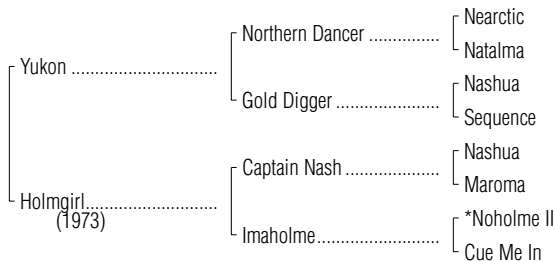 Nearctic
Northern Dancer ...............
Natalma
Yukon ................................
Nashua
Gold Digger ......................
Sequence
Nashua
Captain Nash ....................
Maroma
Holmgirl.............................
(1973)
*Noholme II
Imaholme..........................
Cue Me In